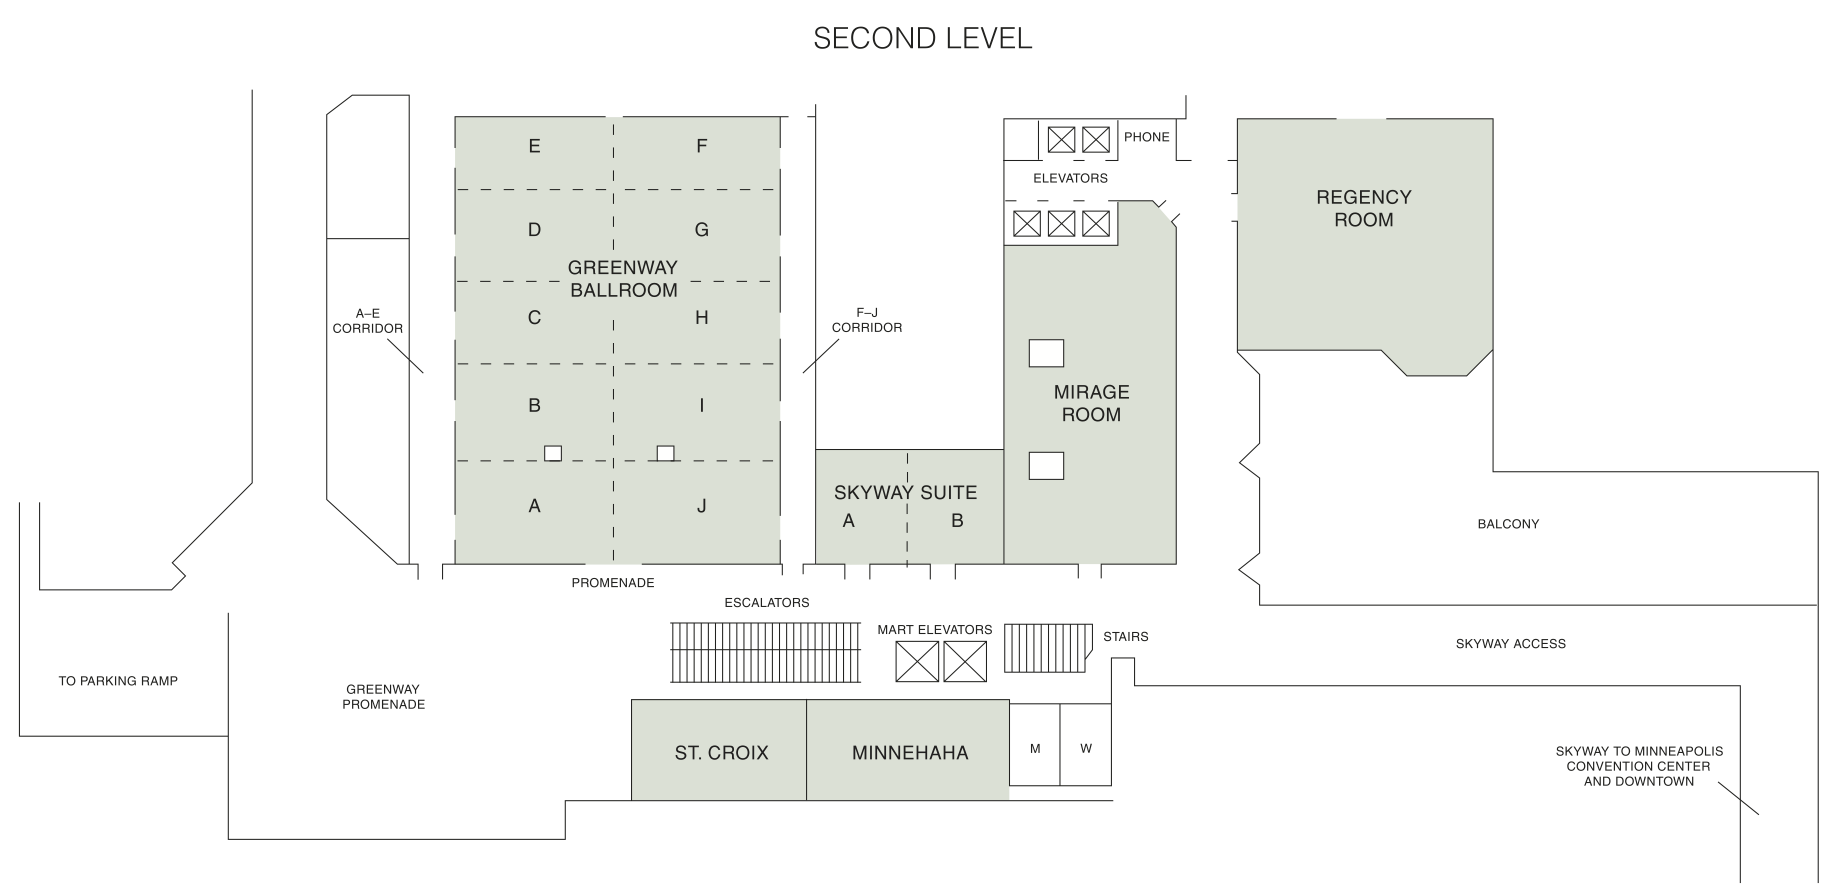 SECOND LEVEL
E
F
PHONE
ELEVATORS
REGENCY
ROOM
D
G
GREENWAY
BALLROOM
A–E
CORRIDOR
C
H
F–J
CORRIDOR
MIRAGE
ROOM
B
I
SKYWAY SUITE
A
B
A
J
BALCONY
PROMENADE
ESCALATORS
MART ELEVATORS
STAIRS
SKYWAY ACCESS
TO PARKING RAMP
GREENWAY
PROMENADE
ST. CROIX
MINNEHAHA
M
W
SKYWAY TO MINNEAPOLIS
CONVENTION CENTER
AND DOWNTOWN